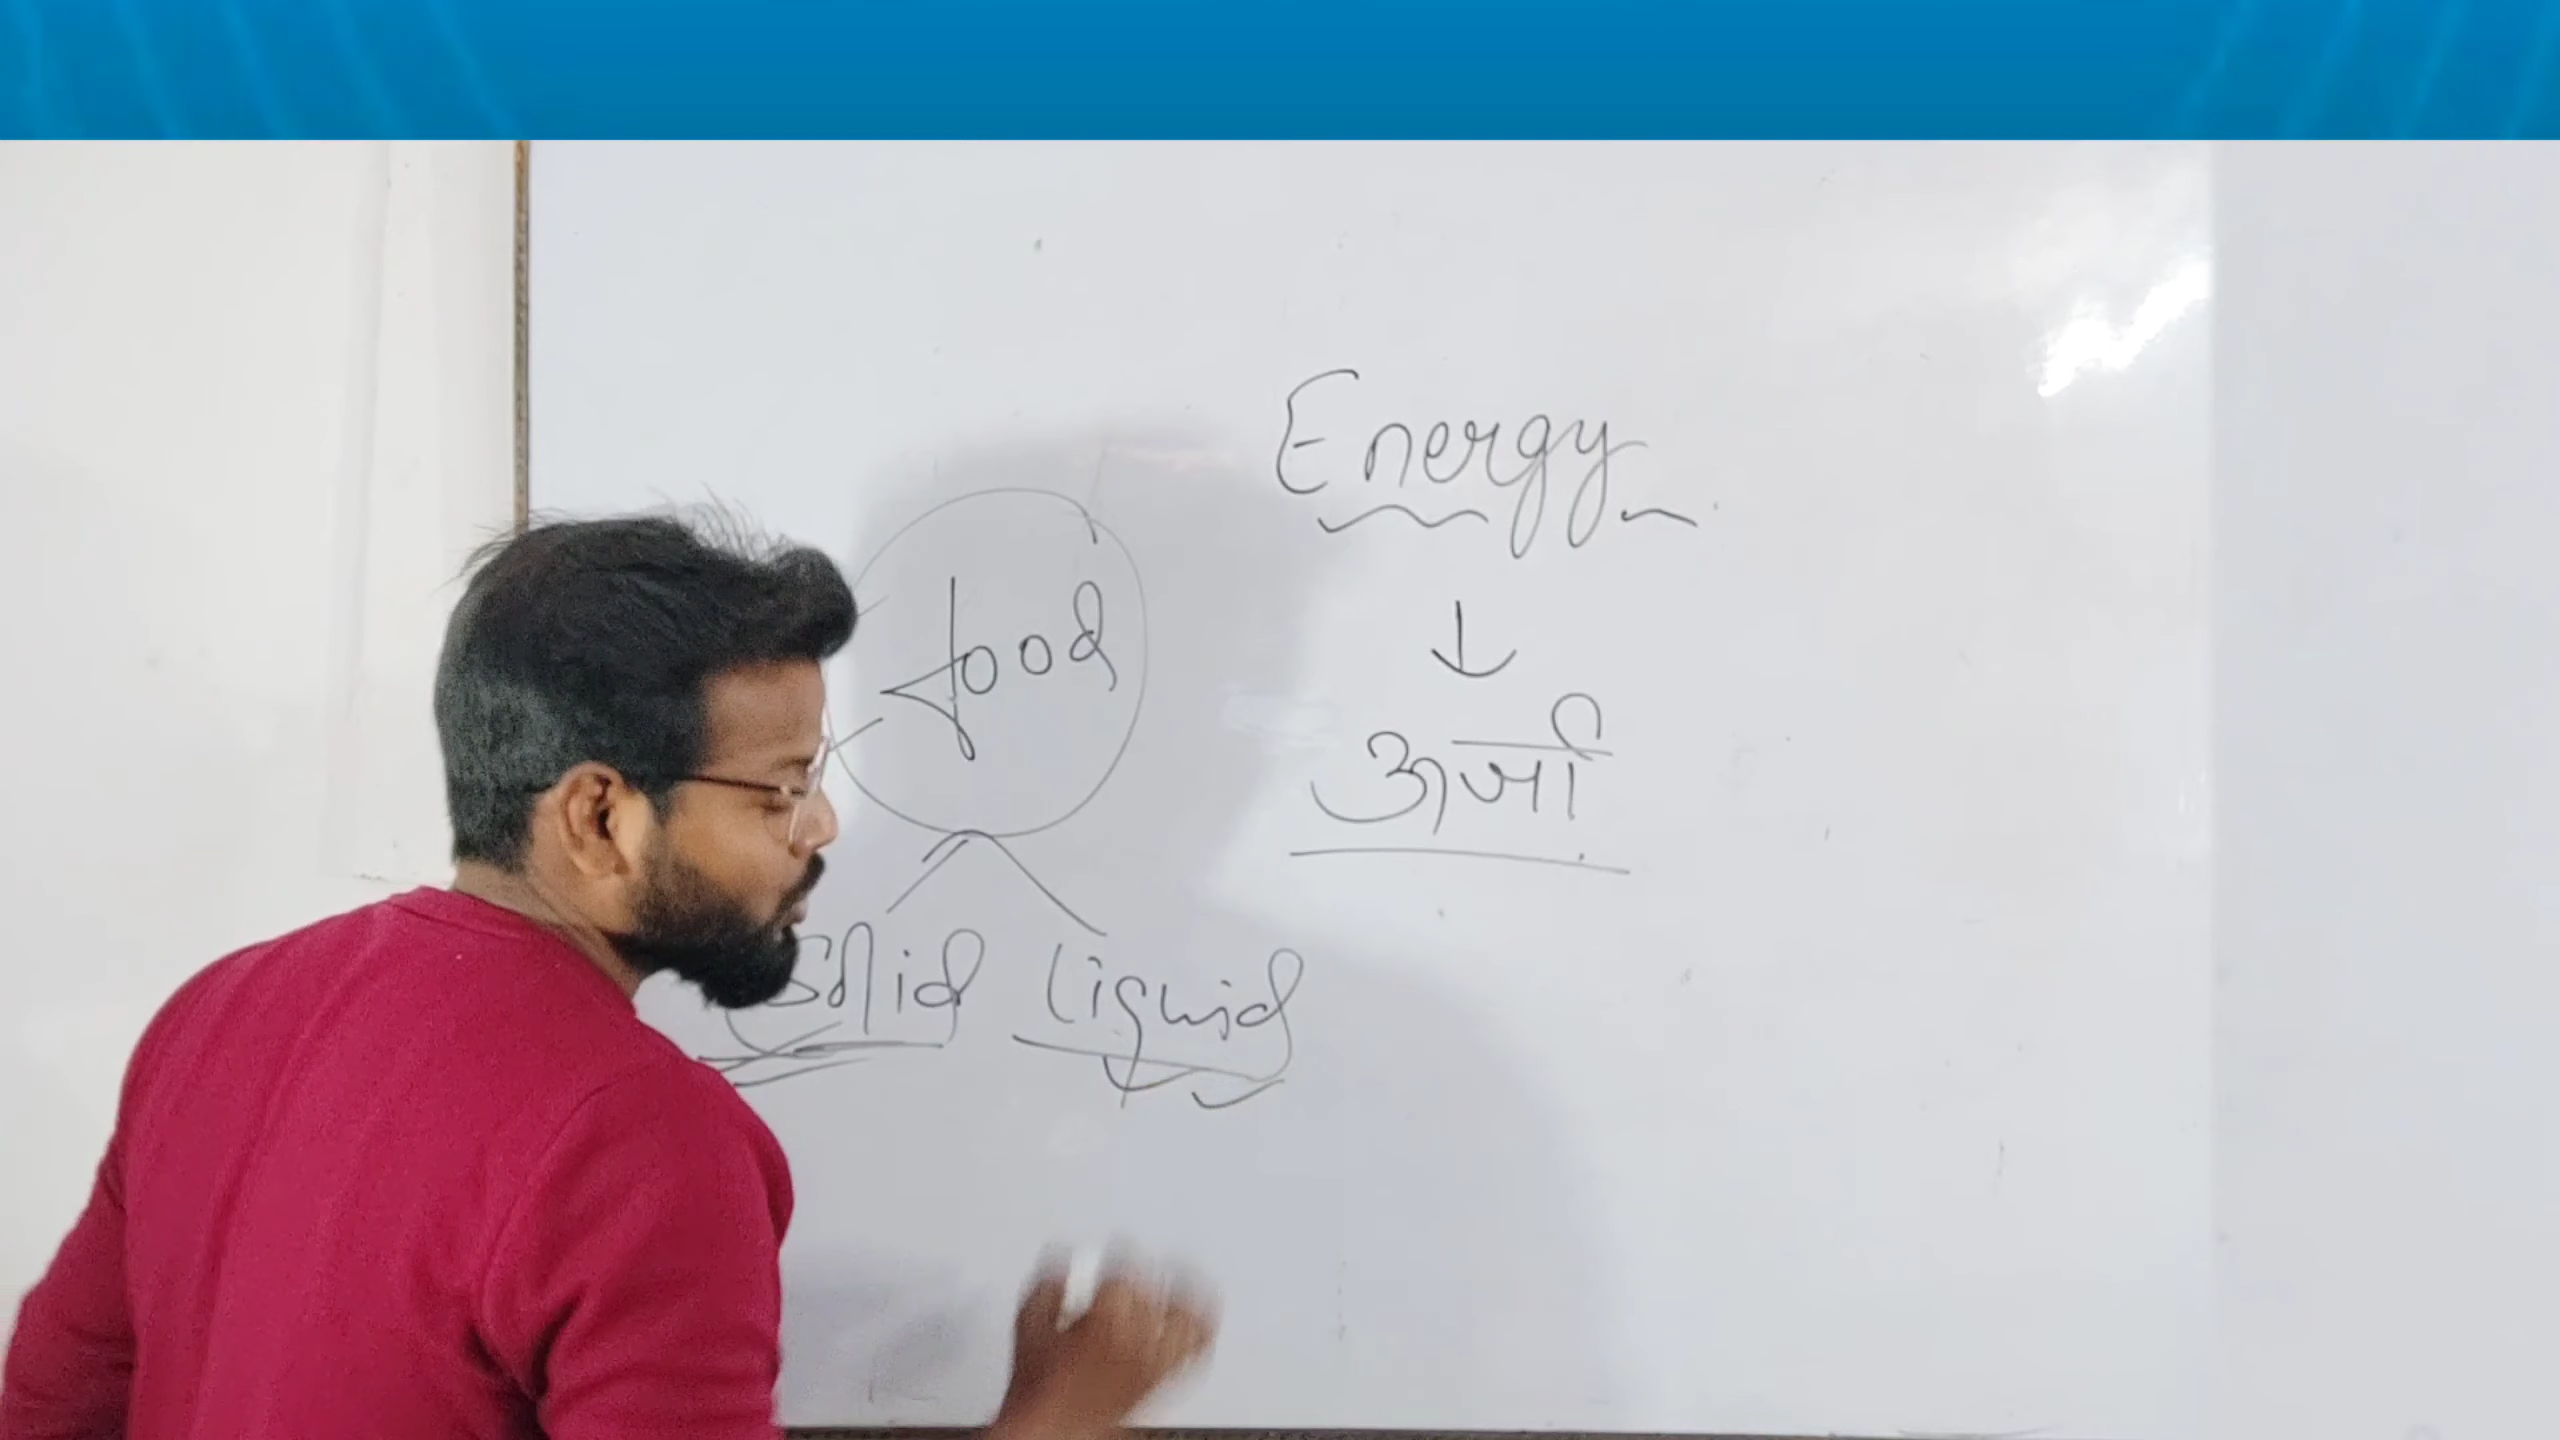 Energy
↓
ऊर्जा
food
Solid Liquid